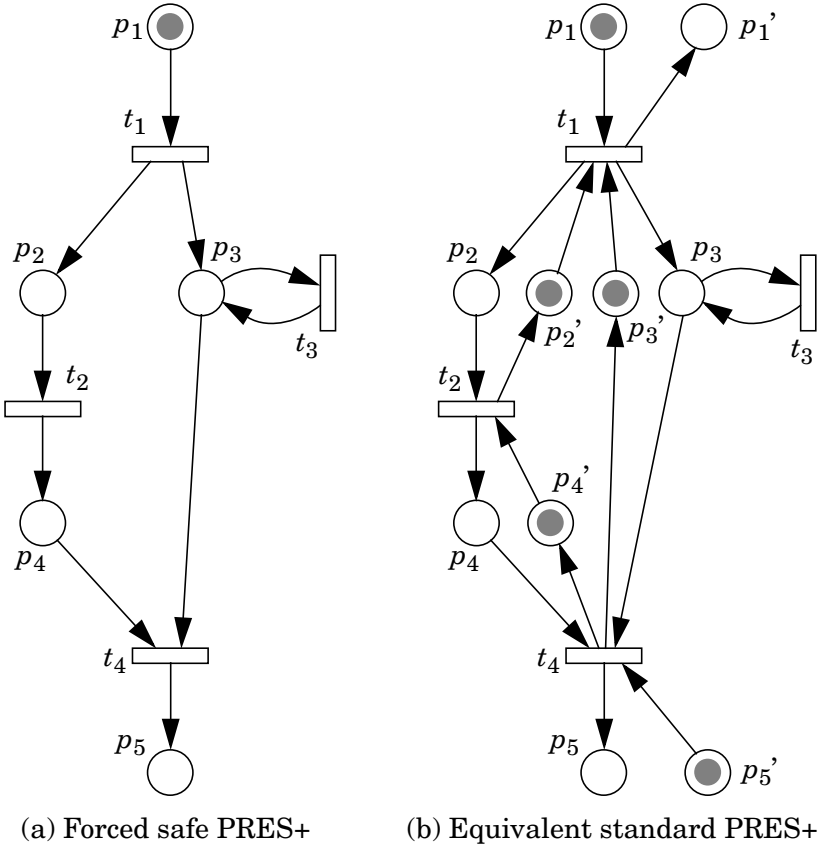 p1
p1
p1’
t1
t1
p2
p3
p2
p3
p2’
p3’
t3
t3
t2
t2
p4’
p4
p4
t4
t4
p5
p5
p5’
(a) Forced safe PRES+
(b) Equivalent standard PRES+